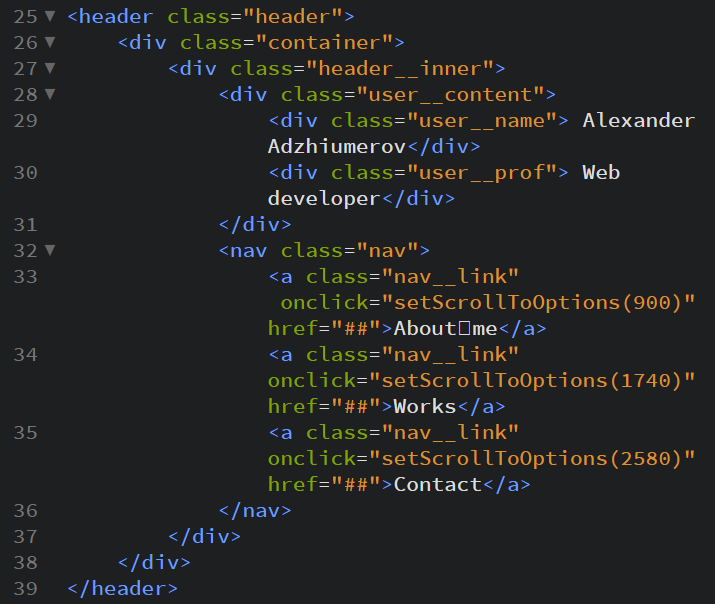 25 ▼ <header class="header">
26 ▼ <div class="container">
27 ▼ <div class="header__inner">
28 ▼ <div class="user__content">
29 <div class="user__name"> Alexander
Adzhiumerov</div>
30 <div class="user__prof"> Web
developer</div>
31 </div>
32 ▼ <nav class="nav">
33 <a class="nav__link"
onclick="setScrollToOptions(900)"
href="##">About□me</a>
34 <a class="nav__link"
onclick="setScrollToOptions(1740)"
href="##">Works</a>
35 <a class="nav__link"
onclick="setScrollToOptions(2580)"
href="##">Contact</a>
36 </nav>
37 </div>
38 </div>
39 </header>